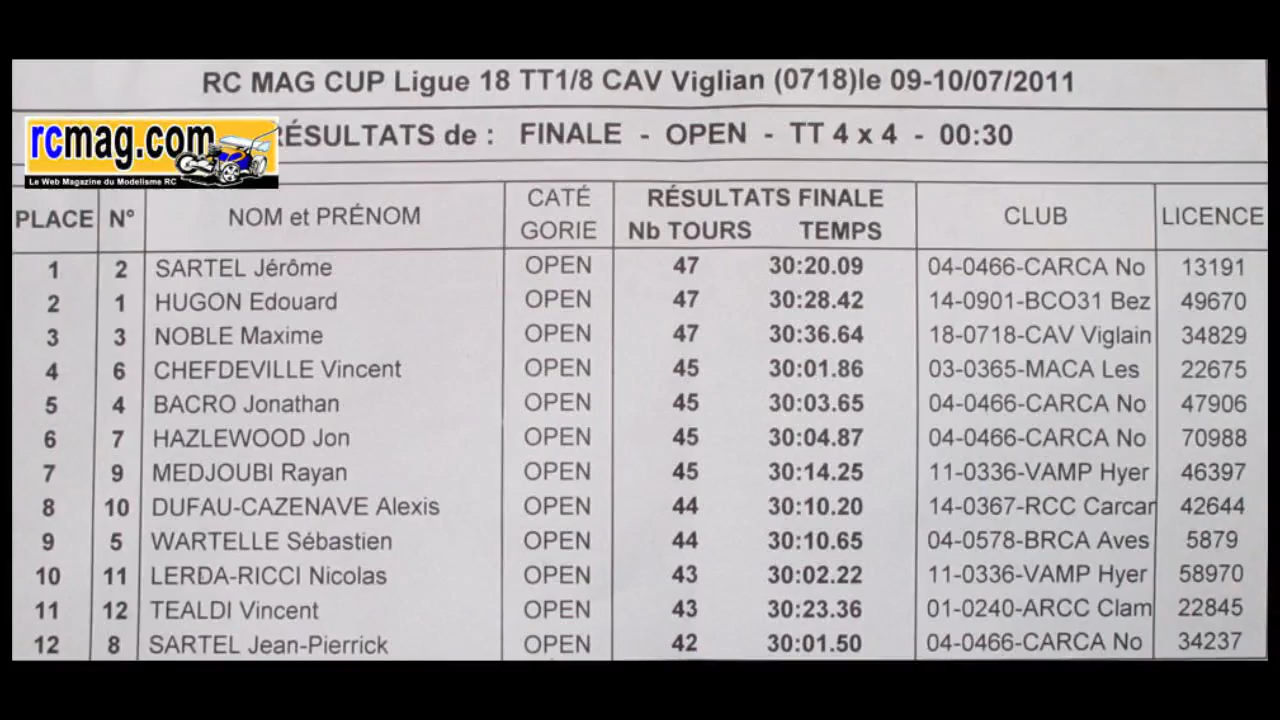 RC MAG CUP Ligue 18 TT1/8 CAV Viglian (0718)le 09-10/07/2011
rcmag.com
Le Web Magazine du Modelisme RC
RÉSULTATS de : FINALE - OPEN - TT 4 x 4 - 00:30
PLACE N° NOM et PRÉNOM CATÉ GORIE RÉSULTATS FINALE Nb TOURS TEMPS CLUB LICENCE
1 2 SARTEL Jérôme OPEN 47 30:20.09 04-0466-CARCA No 13191
2 1 HUGON Edouard OPEN 47 30:28.42 14-0901-BCO31 Bez 49670
3 3 NOBLE Maxime OPEN 47 30:36.64 18-0718-CAV Viglain 34829
4 6 CHEFDEVILLE Vincent OPEN 45 30:01.86 03-0365-MACA Les 22675
5 4 BACRO Jonathan OPEN 45 30:03.65 04-0466-CARCA No 47906
6 7 HAZLEWOOD Jon OPEN 45 30:04.87 04-0466-CARCA No 70988
7 9 MEDJOUBI Rayan OPEN 45 30:14.25 11-0336-VAMP Hyer 46397
8 10 DUFAU-CAZENAVE Alexis OPEN 44 30:10.20 14-0367-RCC Carcar 42644
9 5 WARTELLE Sébastien OPEN 44 30:10.65 04-0578-BRCA Aves 5879
10 11 LERDA-RICCI Nicolas OPEN 43 30:02.22 11-0336-VAMP Hyer 58970
11 12 TEALDI Vincent OPEN 43 30:23.36 01-0240-ARCC Clam 22845
12 8 SARTEL Jean-Pierrick OPEN 42 30:01.50 04-0466-CARCA No 34237